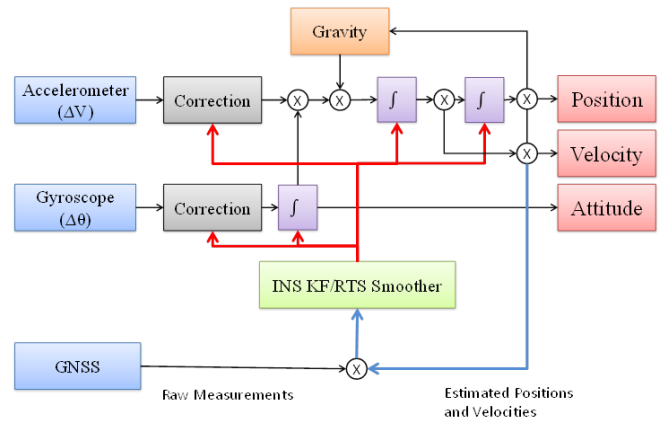 Gravity
Accelerometer
(ΔV)
Correction
X
X
∫
X
∫
X
Position
X
Velocity
Gyroscope
(Δθ)
Correction
∫
Attitude
INS KF/RTS Smoother
GNSS
X
Raw Measurements
Estimated Positions
and Velocities